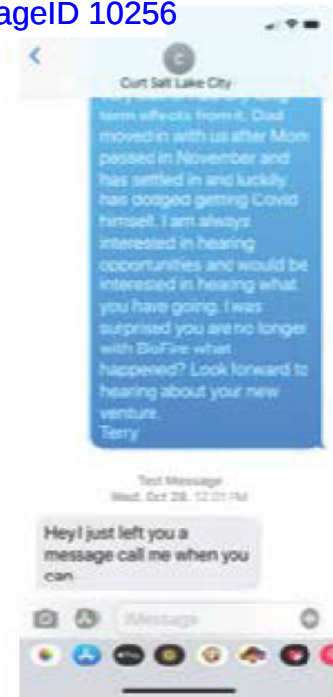 ageID 10256
C
Curt Salt Lake City
term effects from it. Dad
moved in with us after Mom
passed in November and
has settled in and luckily
has dodged getting Covid
himself. I am always
interested in hearing
opportunities and would be
interested in hearing what
you have going. I was
surprised you are no longer
with BioFire what
happened? Look forward to
hearing about your new
venture.
Terry
Text Message
Wed, Oct 28, 12:01 PM
Hey I just left you a
message call me when you
can
iMessage